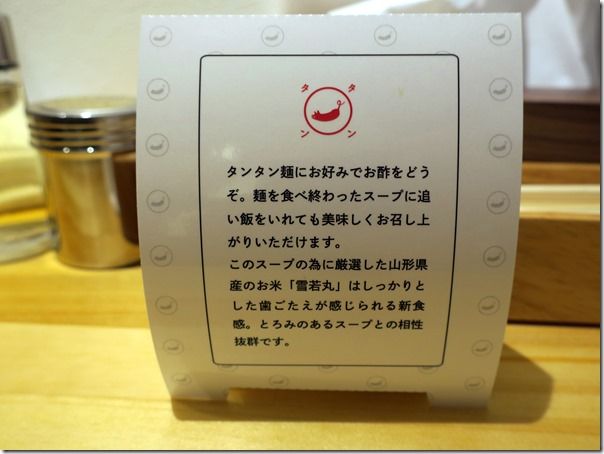 タンタン
タンタン麺にお好みでお酢をどう
ぞ。麺を食べ終わったスープに追
い飯をいれても美味しくお召し上
がりいただけます。
このスープの為に厳選した山形県
産のお米「雪若丸」はしっかりと
した歯ごたえが感じられる新食
感。とろみのあるスープとの相性
抜群です。